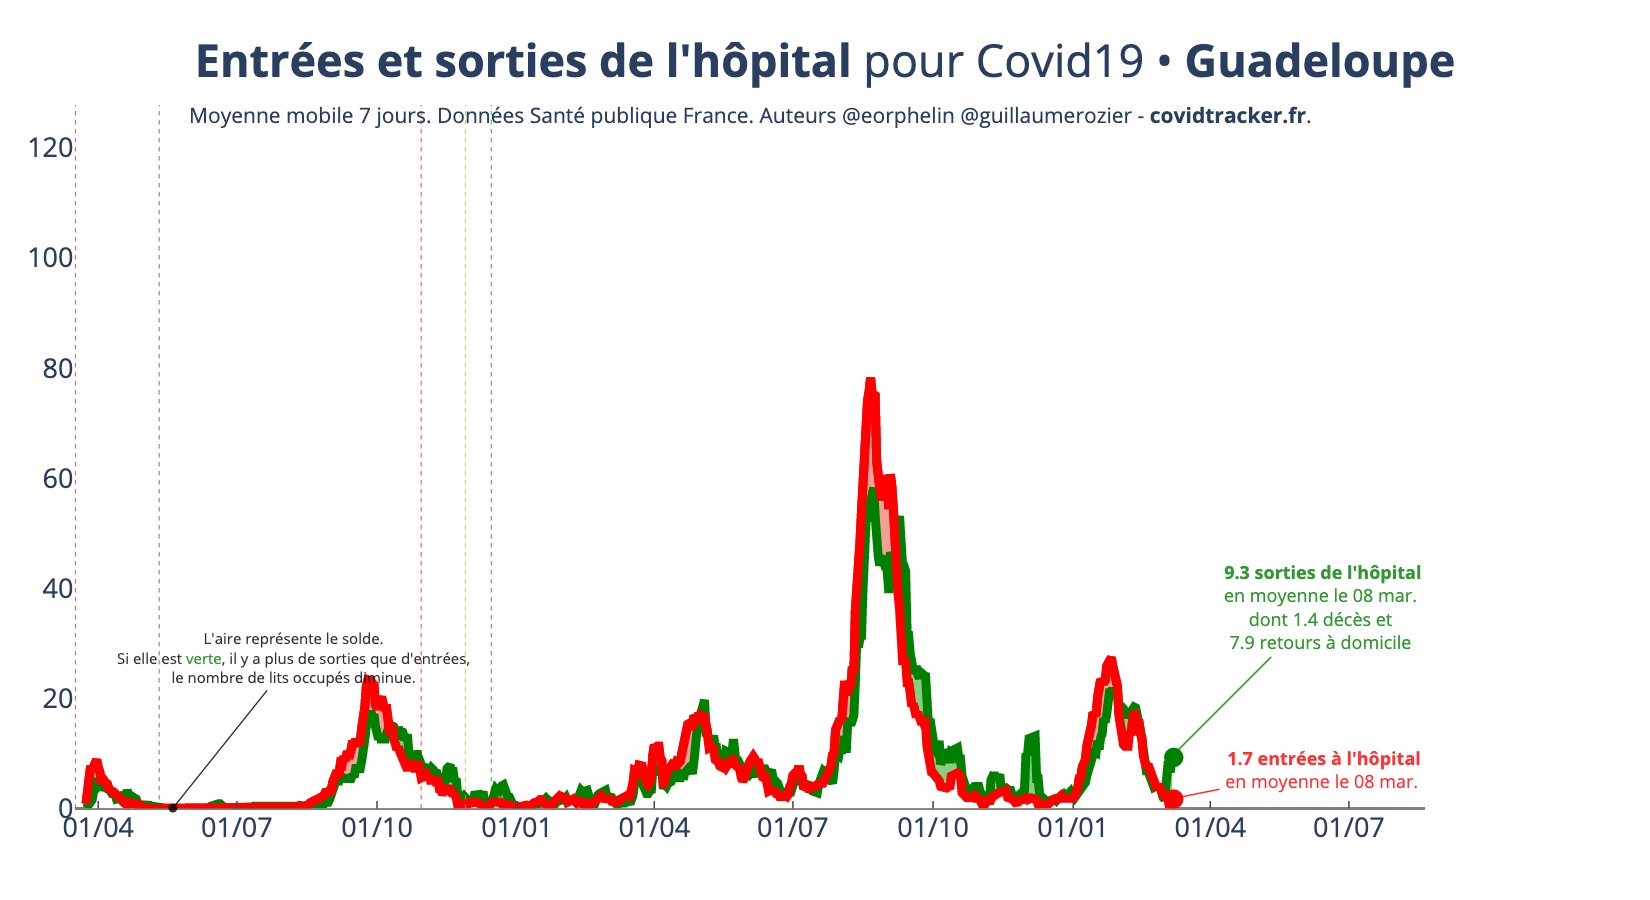 Entrées et sorties de l'hôpital pour Covid19 • Guadeloupe
Moyenne mobile 7 jours. Données Santé publique France. Auteurs @eorphelin @guillaumerozier - covidtracker.fr.
120
100
80
60
40
20
0
L'aire représente le solde.
Si elle est verte, il y a plus de sorties que d'entrées,
le nombre de lits occupés diminue.
9.3 sorties de l'hôpital
en moyenne le 08 mar.
dont 1.4 décès et
7.9 retours à domicile
1.7 entrées à l'hôpital
en moyenne le 08 mar.
01/04 01/07 01/10 01/01 01/04 01/07 01/10 01/01 01/04 01/07